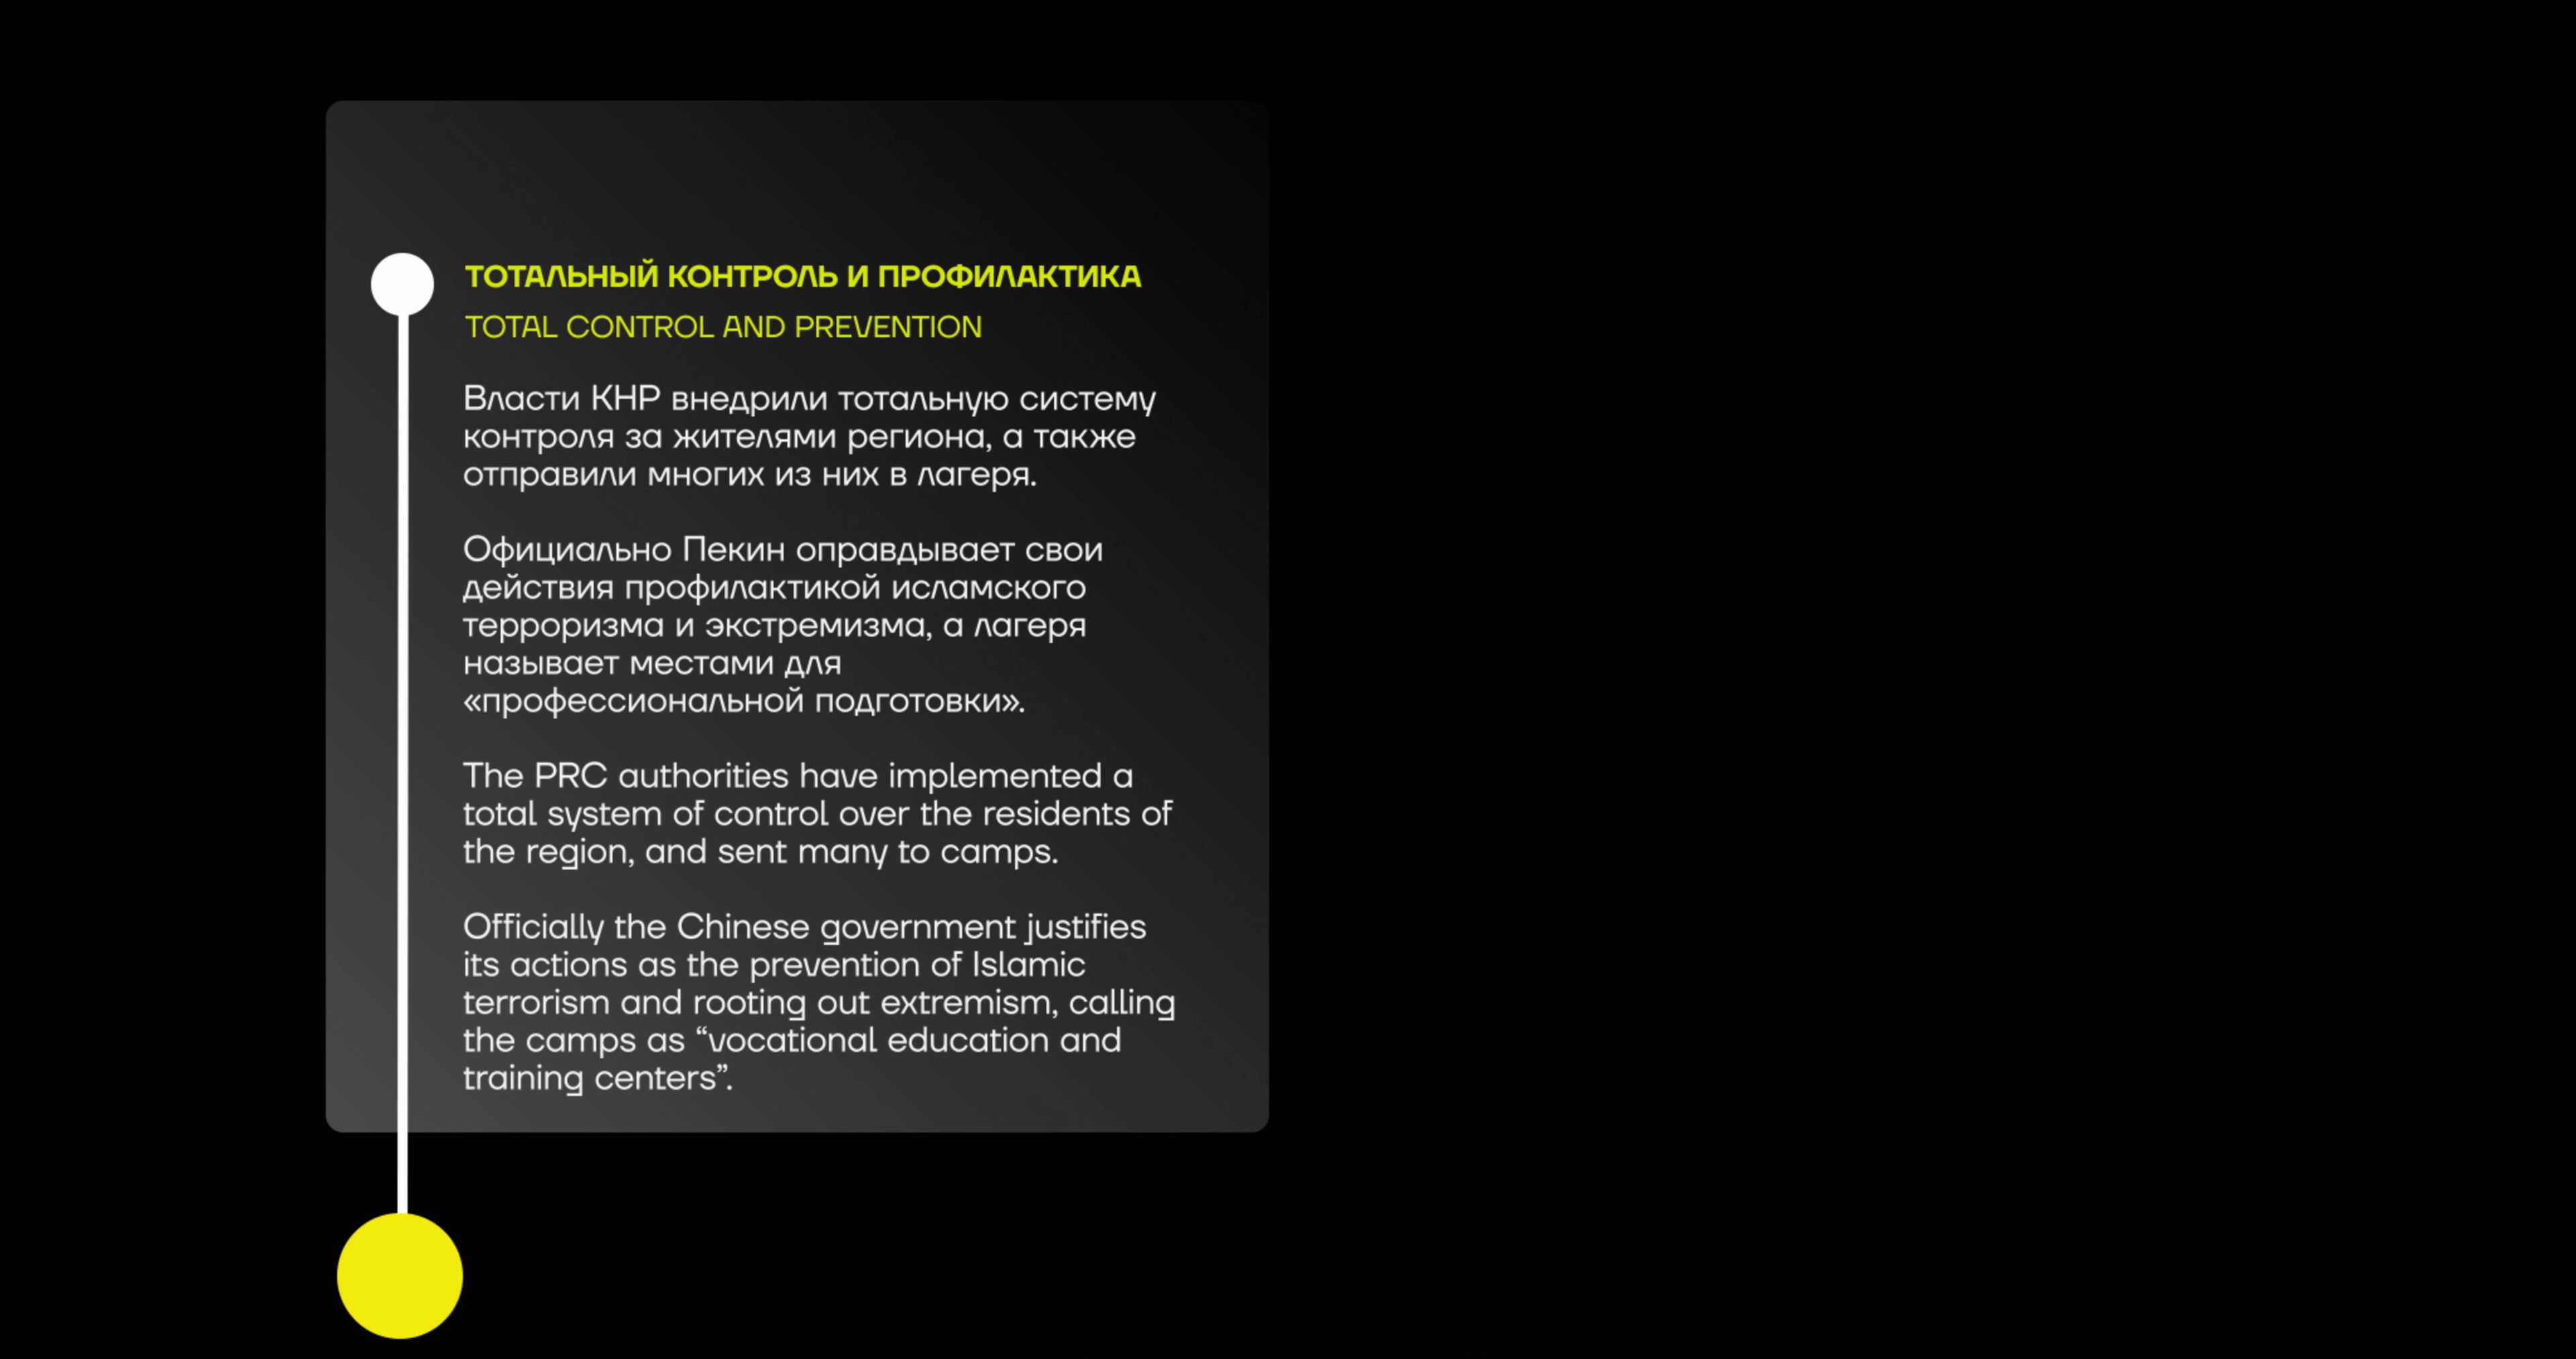 ТОТАЛЬНЫЙ КОНТРОЛЬ И ПРОФИЛАКТИКА
TOTAL CONTROL AND PREVENTION
Власти КНР внедрили тотальную систему
контроля за жителями региона, а также
отправили многих из них в лагеря.
Официально Пекин оправдывает свои
действия профилактикой исламского
терроризма и экстремизма, а лагеря
называет местами для
«профессиональной подготовки».
The PRC authorities have implemented a
total system of control over the residents of
the region, and sent many to camps.
Officially the Chinese government justifies
its actions as the prevention of Islamic
terrorism and rooting out extremism, calling
the camps as “vocational education and
training centers”.